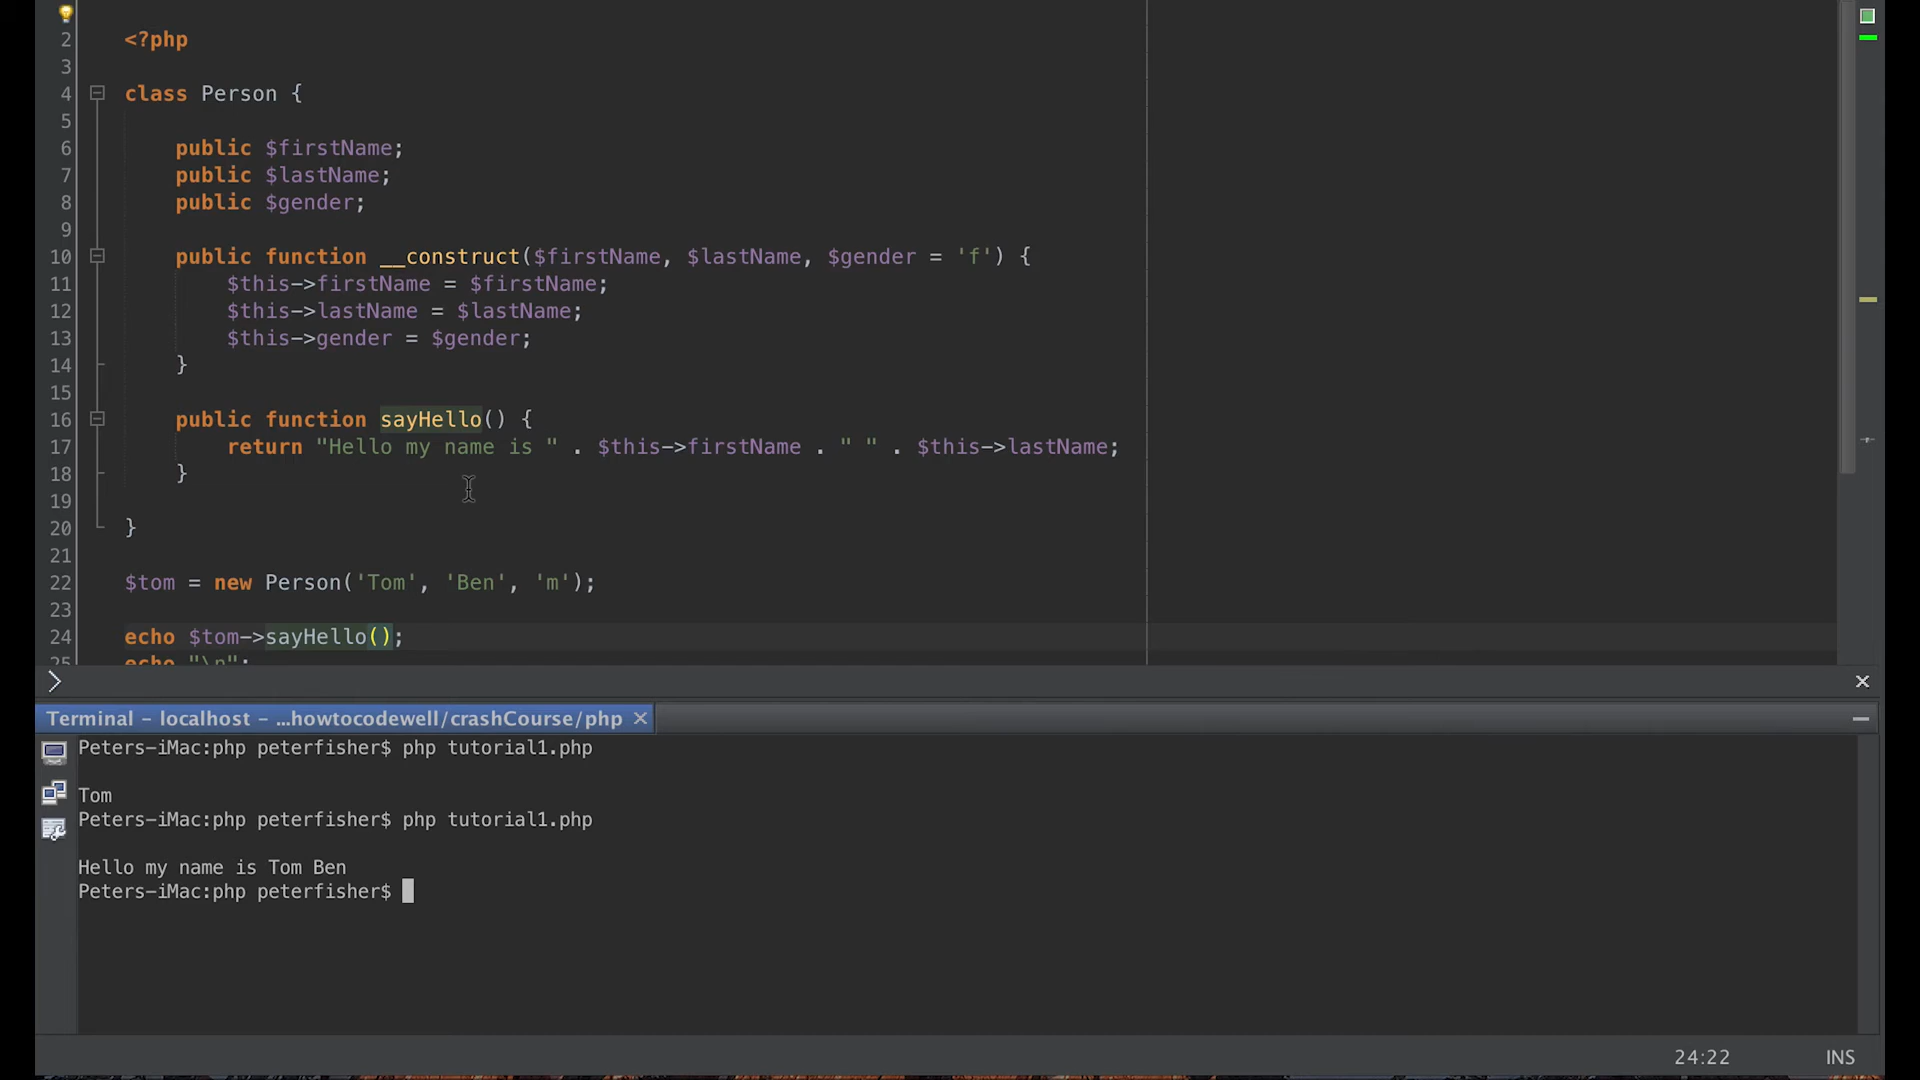 2 <?php
3
4 class Person {
5
6 public $firstName;
7 public $lastName;
8 public $gender;
9
10 public function __construct($firstName, $lastName, $gender = 'f') {
11 $this->firstName = $firstName;
12 $this->lastName = $lastName;
13 $this->gender = $gender;
14 }
15
16 public function sayHello() {
17 return "Hello my name is " . $this->firstName . " " . $this->lastName;
18 }
19
20 }
21
22 $tom = new Person('Tom', 'Ben', 'm');
23
24 echo $tom->sayHello();
25 echo "\n";
Terminal - localhost - ...howtocodewell/crashCourse/php
Peters-iMac:php peterfisher$ php tutorial1.php
Tom
Peters-iMac:php peterfisher$ php tutorial1.php
Hello my name is Tom Ben
Peters-iMac:php peterfisher$
24:22 INS